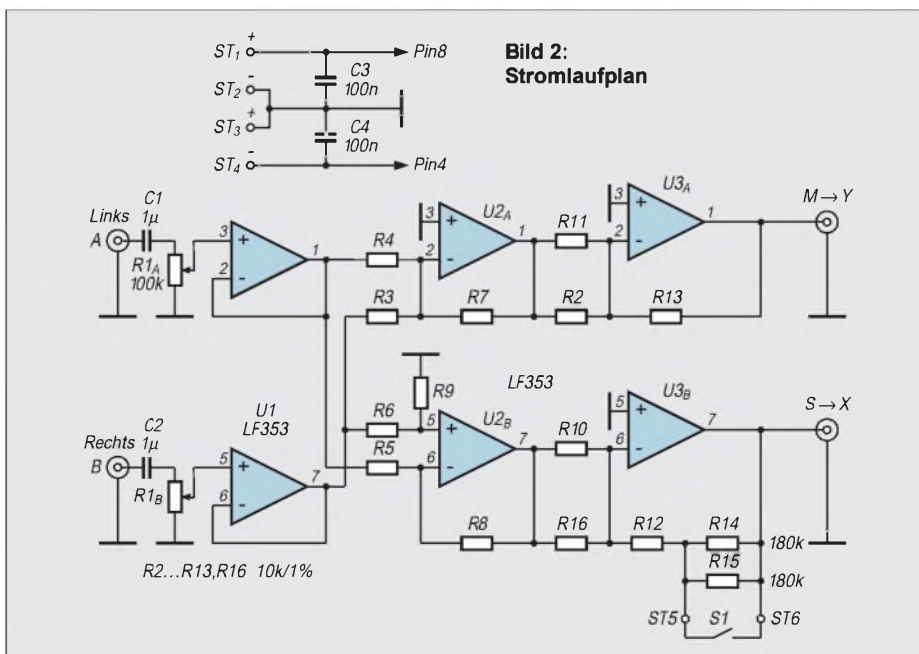 Bild 2:
Stromlaufplan
+
ST1
Pin8
C3
100n
-
ST2
+
ST3
C4
100n
-
ST4
Pin4
Links
A
C1
1µ
R1A
100k
3
+
2
-
1
R4
R3
3
+
2
-
U2A
1
R7
R11
R2
3
+
2
-
U3A
1
R13
M→Y
Rechts
B
C2
1µ
R1B
U1
LF353
5
+
6
-
7
R9
R6
R5
LF353
5
+
6
-
U2B
7
R8
R10
R16
5
+
6
-
U3B
7
S→X
R12
R14
180k
R15
180k
ST5
S1
ST6
R2...R13,R16 10k/1%